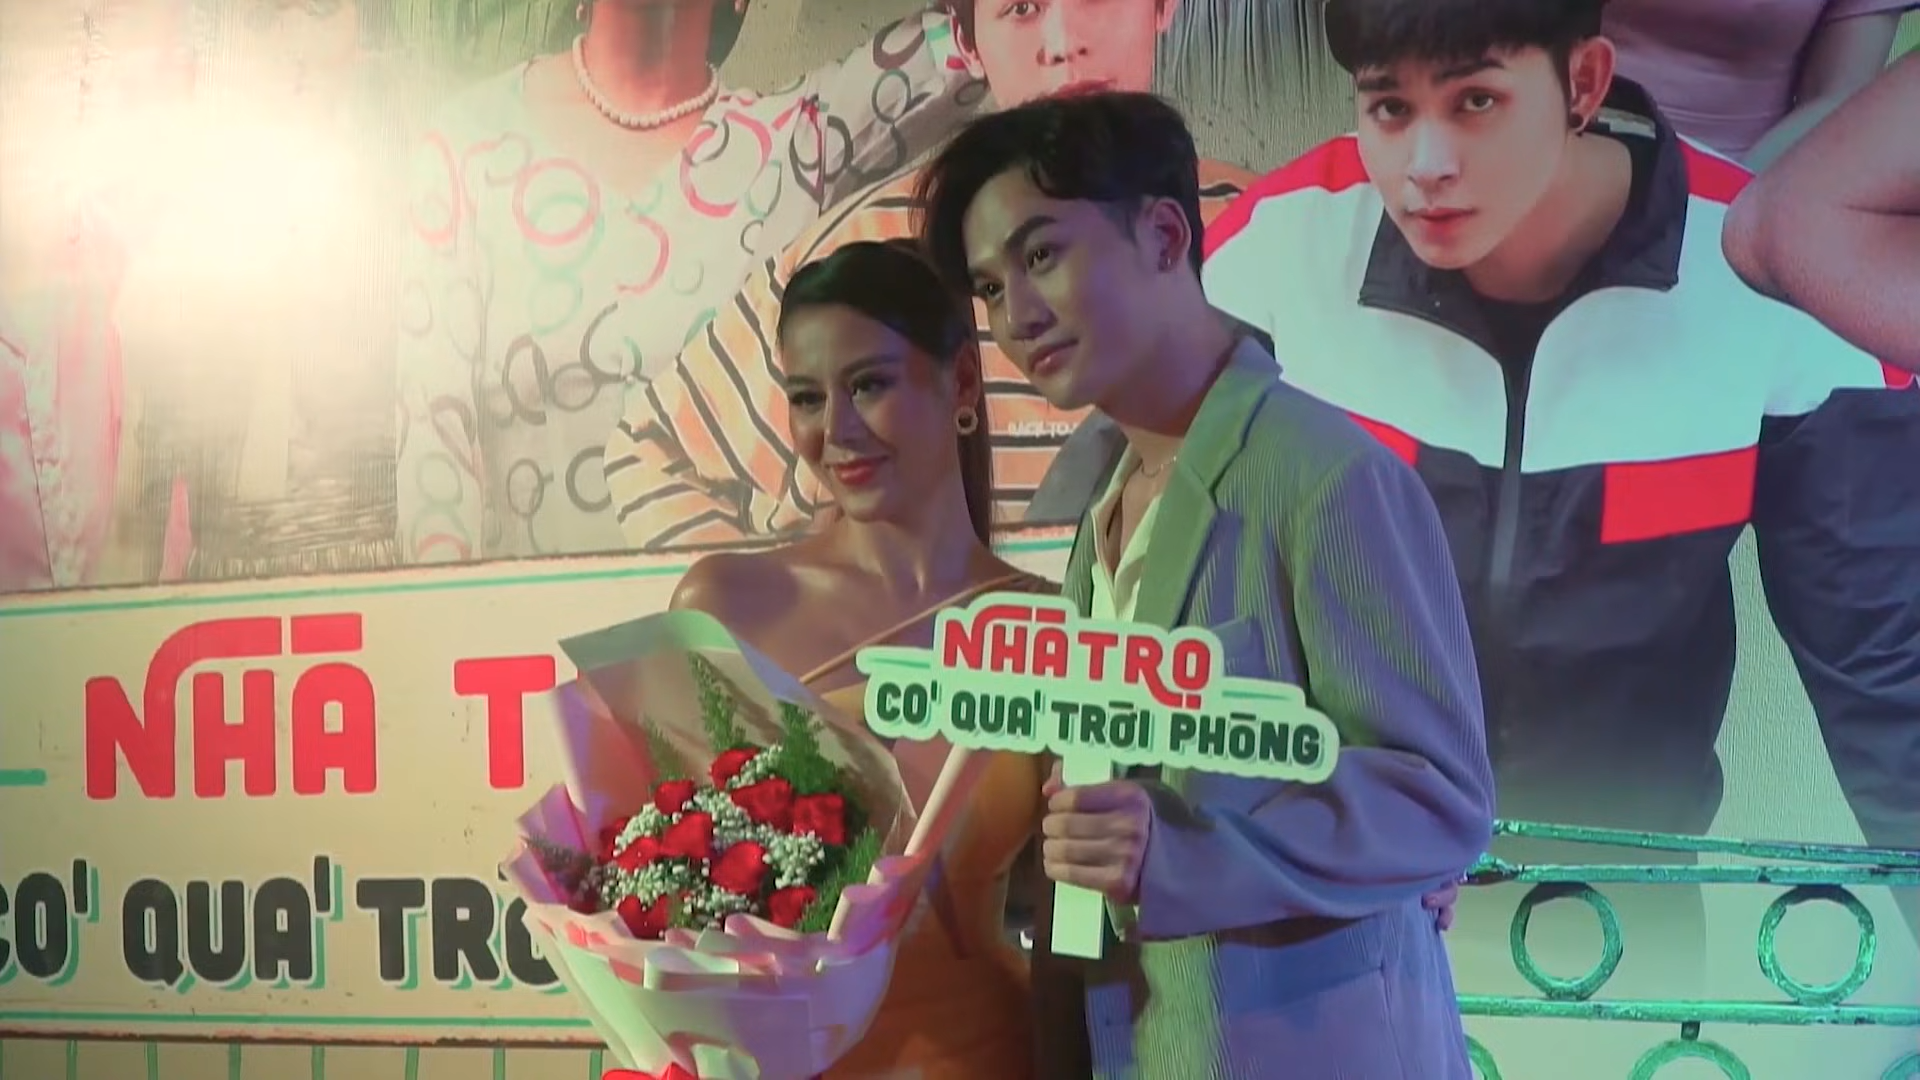 NHÀ TRỌ
CÓ QUÁ TRỜI PHÒNG
NHÀ T
CÓ QUÁ TRỜ